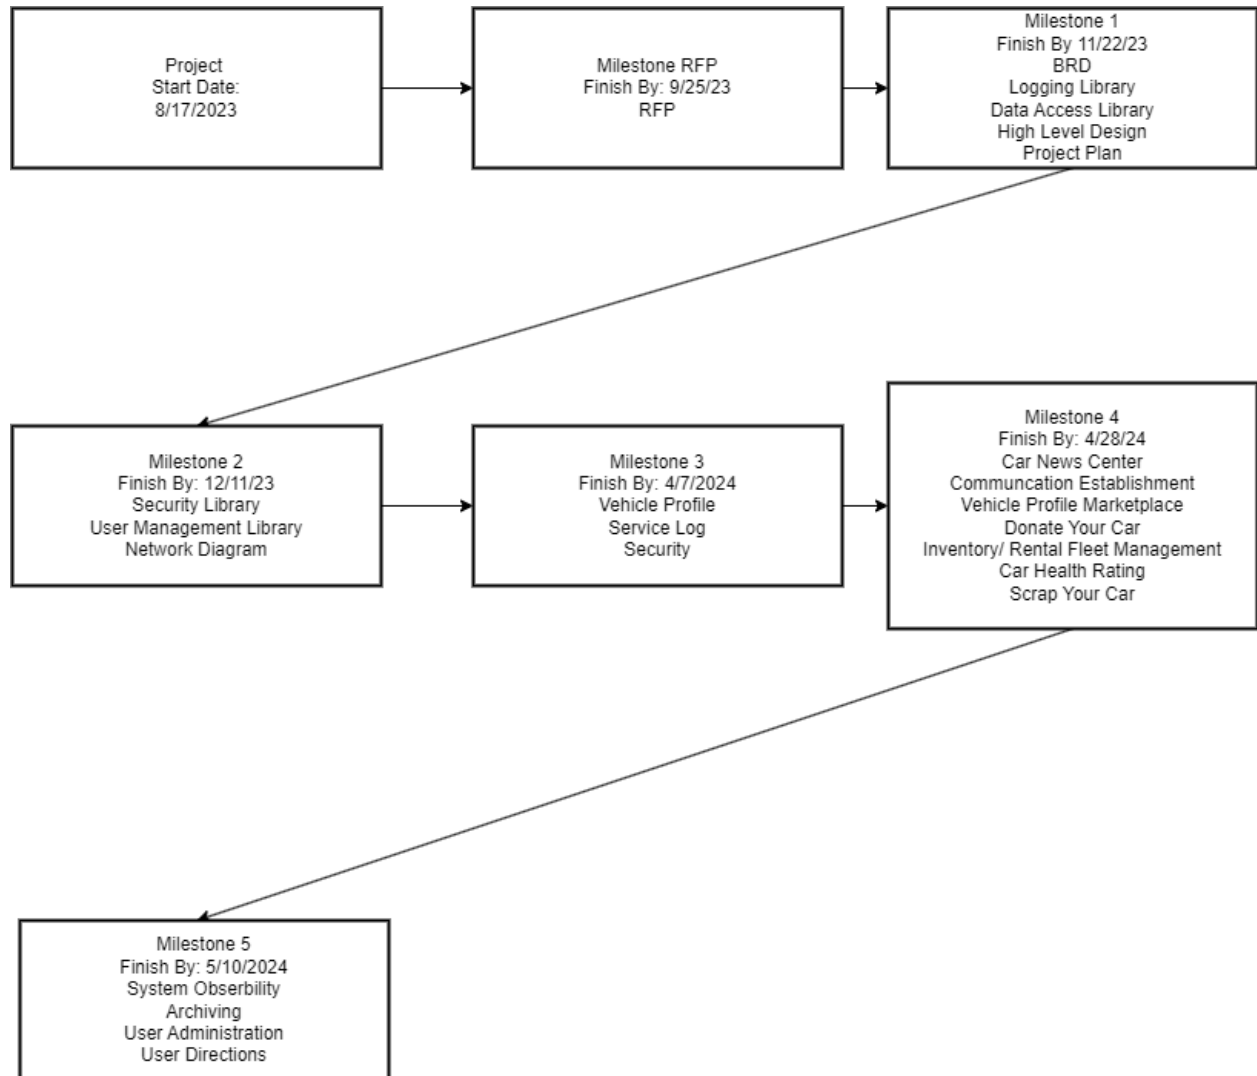 Project
Start Date:
8/17/2023
Milestone RFP
Finish By: 9/25/23
RFP
Milestone 1
Finish By 11/22/23
BRD
Logging Library
Data Access Library
High Level Design
Project Plan
Milestone 2
Finish By: 12/11/23
Security Library
User Management Library
Network Diagram
Milestone 3
Finish By: 4/7/2024
Vehicle Profile
Service Log
Security
Milestone 4
Finish By: 4/28/24
Car News Center
Communcation Establishment
Vehicle Profile Marketplace
Donate Your Car
Inventory/ Rental Fleet Management
Car Health Rating
Scrap Your Car
Milestone 5
Finish By: 5/10/2024
System Obserbility
Archiving
User Administration
User Directions